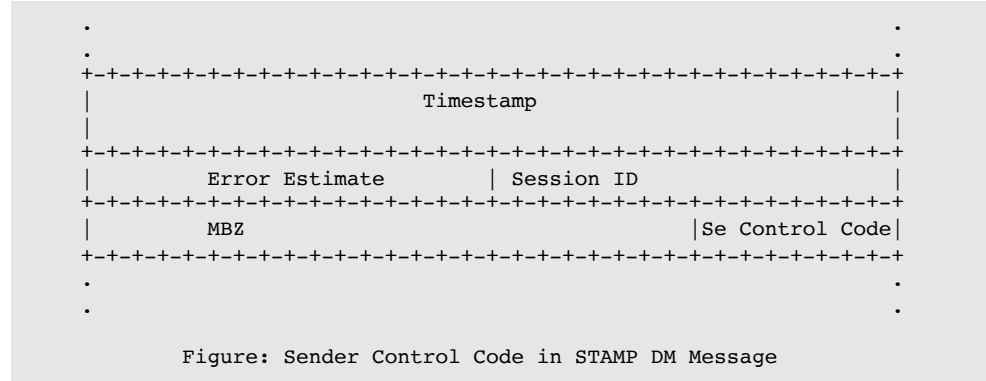 .                                                               .
.                                                               .
+-+-+-+-+-+-+-+-+-+-+-+-+-+-+-+-+-+-+-+-+-+-+-+-+-+-+-+-+-+-+-+-+-+
|                          Timestamp                            |
|                                                               |
+-+-+-+-+-+-+-+-+-+-+-+-+-+-+-+-+-+-+-+-+-+-+-+-+-+-+-+-+-+-+-+-+-+
|         Error Estimate        | Session ID                    |
+-+-+-+-+-+-+-+-+-+-+-+-+-+-+-+-+-+-+-+-+-+-+-+-+-+-+-+-+-+-+-+-+-+
|         MBZ                                   |Se Control Code|
+-+-+-+-+-+-+-+-+-+-+-+-+-+-+-+-+-+-+-+-+-+-+-+-+-+-+-+-+-+-+-+-+-+
.                                                               .
.                                                               .
Figure: Sender Control Code in STAMP DM Message